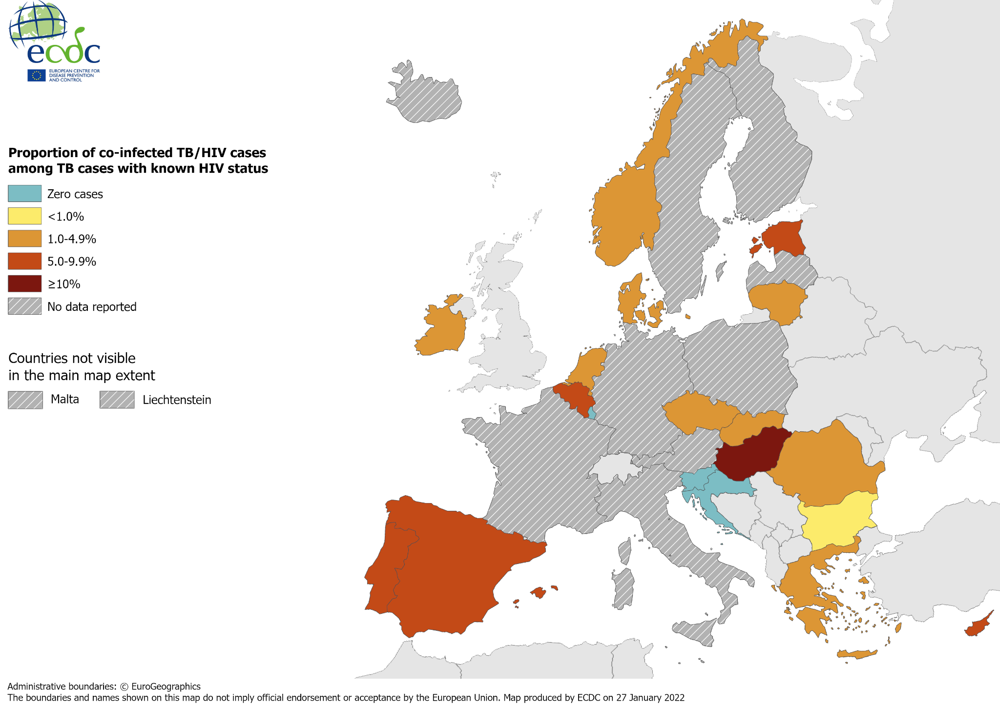 ecdc
EUROPEAN CENTRE FOR
DISEASE PREVENTION
AND CONTROL
Proportion of co-infected TB/HIV cases
among TB cases with known HIV status
Zero cases
<1.0%
1.0-4.9%
5.0-9.9%
≥10%
No data reported
Countries not visible
in the main map extent
Malta
Liechtenstein
Administrative boundaries: © EuroGeographics
The boundaries and names shown on this map do not imply official endorsement or acceptance by the European Union. Map produced by ECDC on 27 January 2022